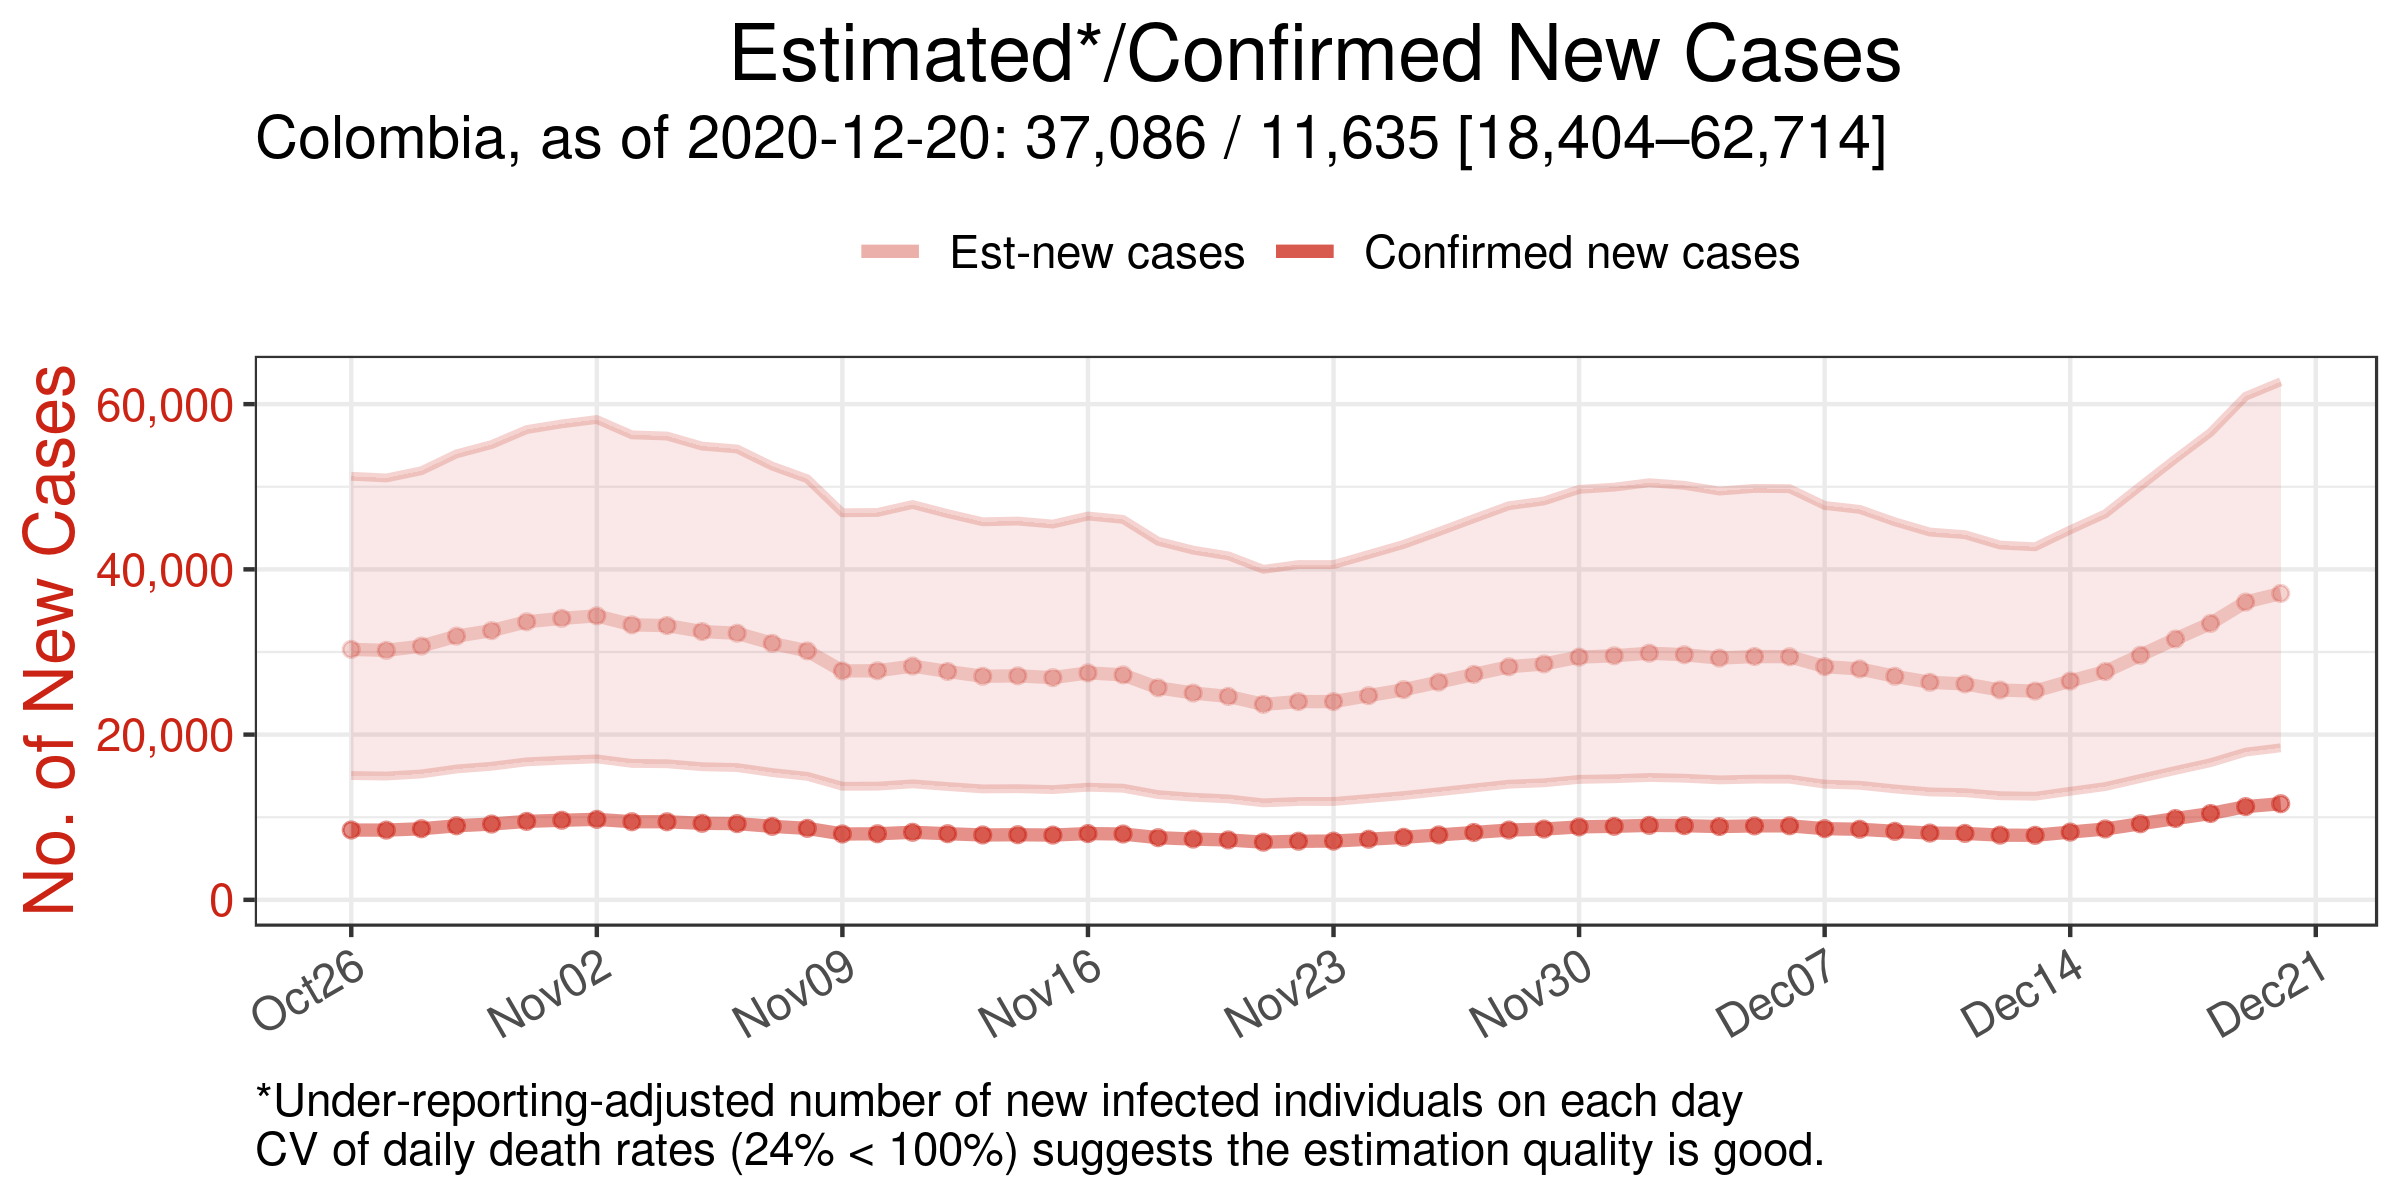 Estimated*/Confirmed New Cases
Colombia, as of 2020-12-20: 37,086 / 11,635 [18,404–62,714]
Est-new cases Confirmed new cases
No. of New Cases
60,000
40,000
20,000
0
Oct26 Nov02 Nov09 Nov16 Nov23 Nov30 Dec07 Dec14 Dec21
*Under-reporting-adjusted number of new infected individuals on each day
CV of daily death rates (24% < 100%) suggests the estimation quality is good.